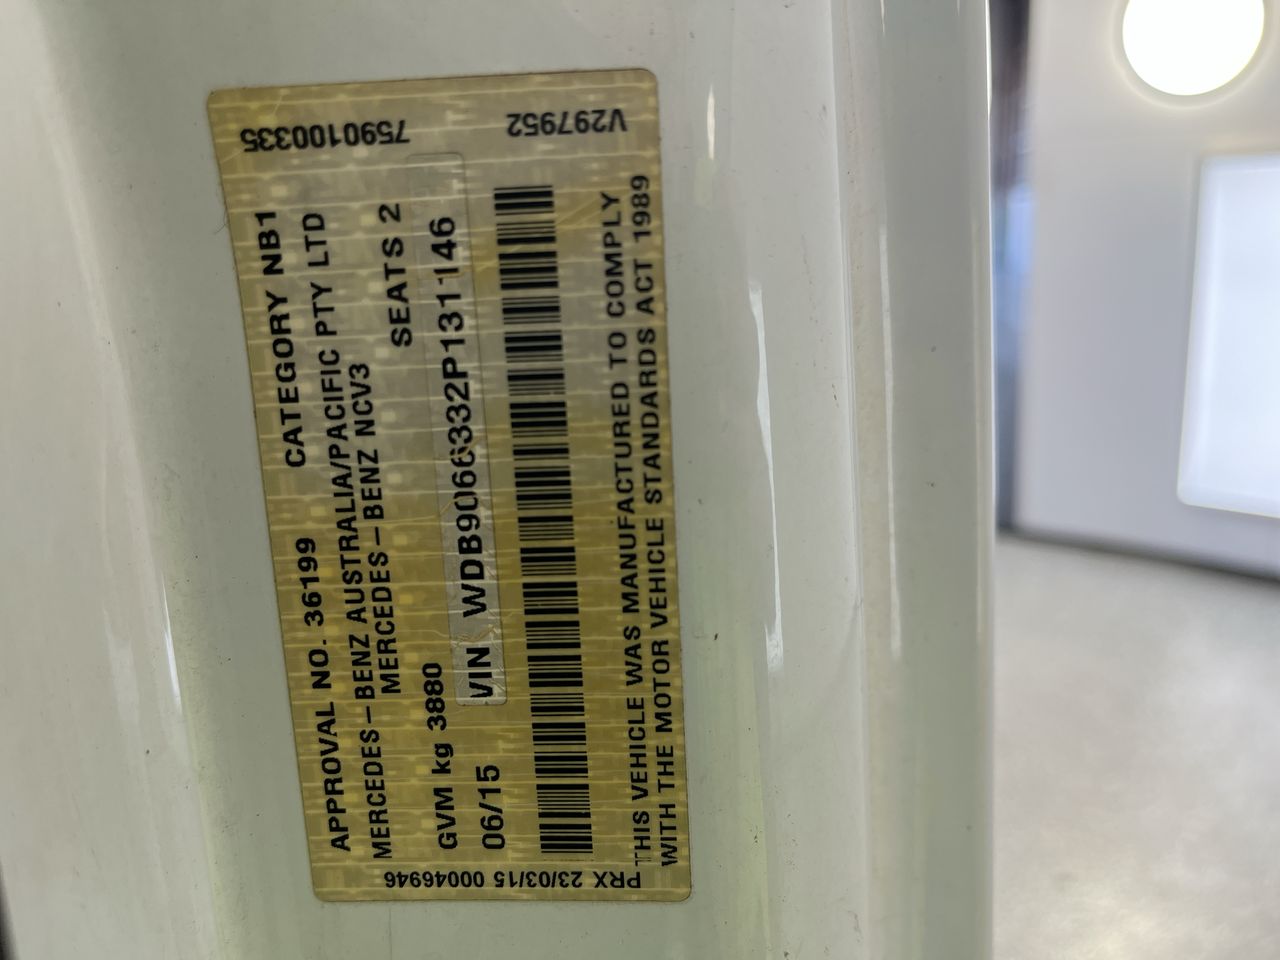 7590100335
V297952
APPROVAL NO. 36199 CATEGORY NB1
MERCEDES-BENZ AUSTRALIA/PACIFIC PTY LTD
MERCEDES-BENZ NCV3
GVM kg 3880 SEATS 2
06/15 VIN WDB9066332P131146
THIS VEHICLE WAS MANUFACTURED TO COMPLY
WITH THE MOTOR VEHICLE STANDARDS ACT 1989
PRX 23/03/15 00046946